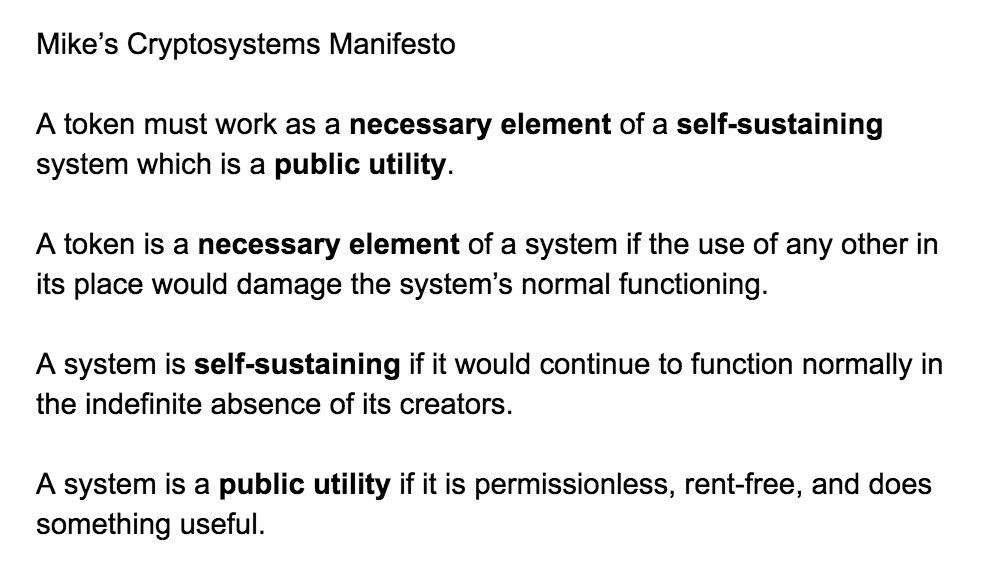 Mike’s Cryptosystems Manifesto
A token must work as a necessary element of a self-sustaining
system which is a public utility.
A token is a necessary element of a system if the use of any other in
its place would damage the system’s normal functioning.
A system is self-sustaining if it would continue to function normally in
the indefinite absence of its creators.
A system is a public utility if it is permissionless, rent-free, and does
something useful.